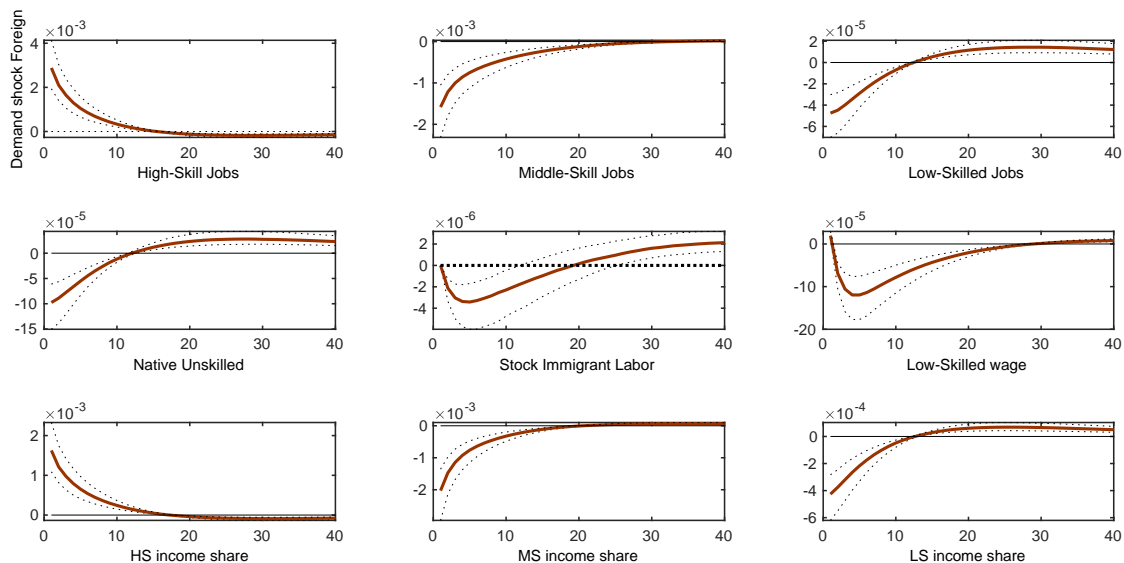 Demand shock Foreign
×10-3
4
2
0
0 10 20 30 40
High-Skill Jobs
×10-3
0
-1
-2
0 10 20 30 40
Middle-Skill Jobs
×10-5
2
0
-2
-4
-6
0 10 20 30 40
Low-Skilled Jobs
×10-5
0
-5
-10
-15
0 10 20 30 40
Native Unskilled
×10-6
2
0
-2
-4
0 10 20 30 40
Stock Immigrant Labor
×10-5
0
-10
-20
0 10 20 30 40
Low-Skilled wage
×10-3
2
1
0
0 10 20 30 40
HS income share
×10-3
0
-1
-2
0 10 20 30 40
MS income share
×10-4
0
-2
-4
-6
0 10 20 30 40
LS income share